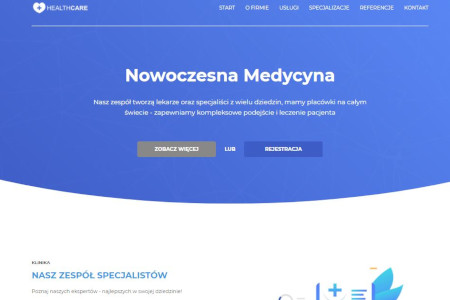 HEALTHCARE
START O FIRMIE USŁUGI SPECJALIZACJE REFERENCJE KONTAKT
Nowoczesna Medycyna
Nasz zespół tworzą lekarze oraz specjaliści z wielu dziedzin, mamy placówki na całym
świecie - zapewniamy kompleksowe podejście i leczenie pacjenta
ZOBACZ WIĘCEJ LUB REJESTRACJA
KLINIKA
NASZ ZESPÓŁ SPECJALISTÓW
Poznaj naszych ekspertów - najlepszych w swojej dziedzinie!